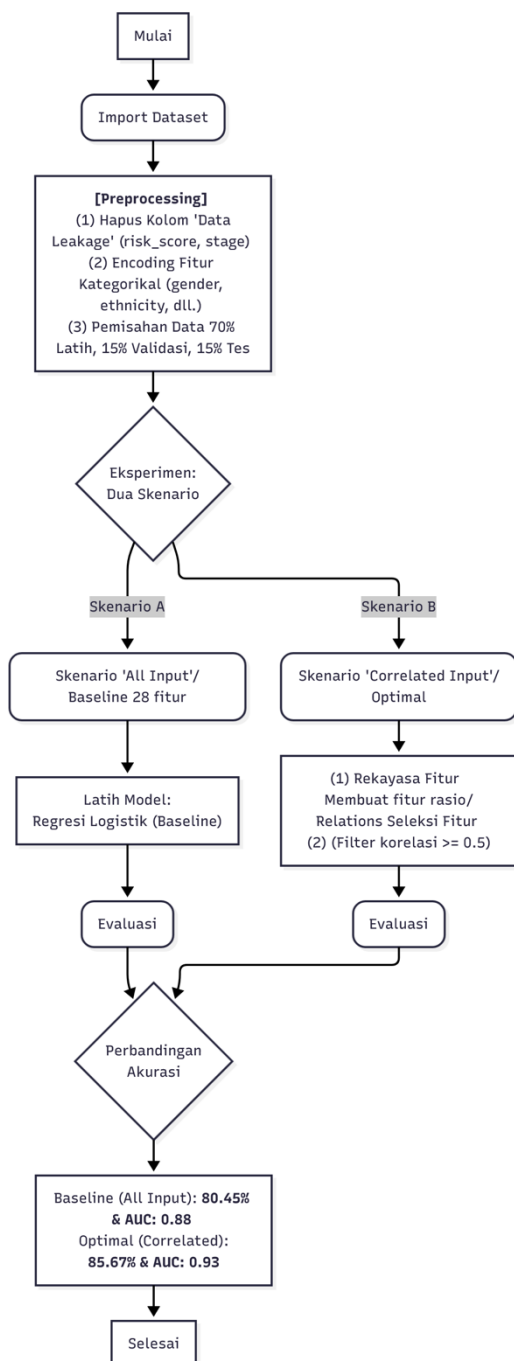 Mulai
Import Dataset
[Preprocessing]
(1) Hapus Kolom 'Data
Leakage' (risk_score, stage)
(2) Encoding Fitur
Kategorikal (gender,
ethnicity, dll.)
(3) Pemisahan Data 70%
Latih, 15% Validasi, 15% Tes
Eksperimen:
Dua Skenario
Skenario A
Skenario B
Skenario 'All Input'/
Baseline 28 fitur
Skenario 'Correlated Input'/
Optimal
Latih Model:
Regresi Logistik (Baseline)
(1) Rekayasa Fitur
Membuat fitur rasio/
Relations Seleksi Fitur
(2) (Filter korelasi >= 0.5)
Evaluasi
Evaluasi
Perbandingan
Akurasi
Baseline (All Input): 80.45%
& AUC: 0.88
Optimal (Correlated):
85.67% & AUC: 0.93
Selesai